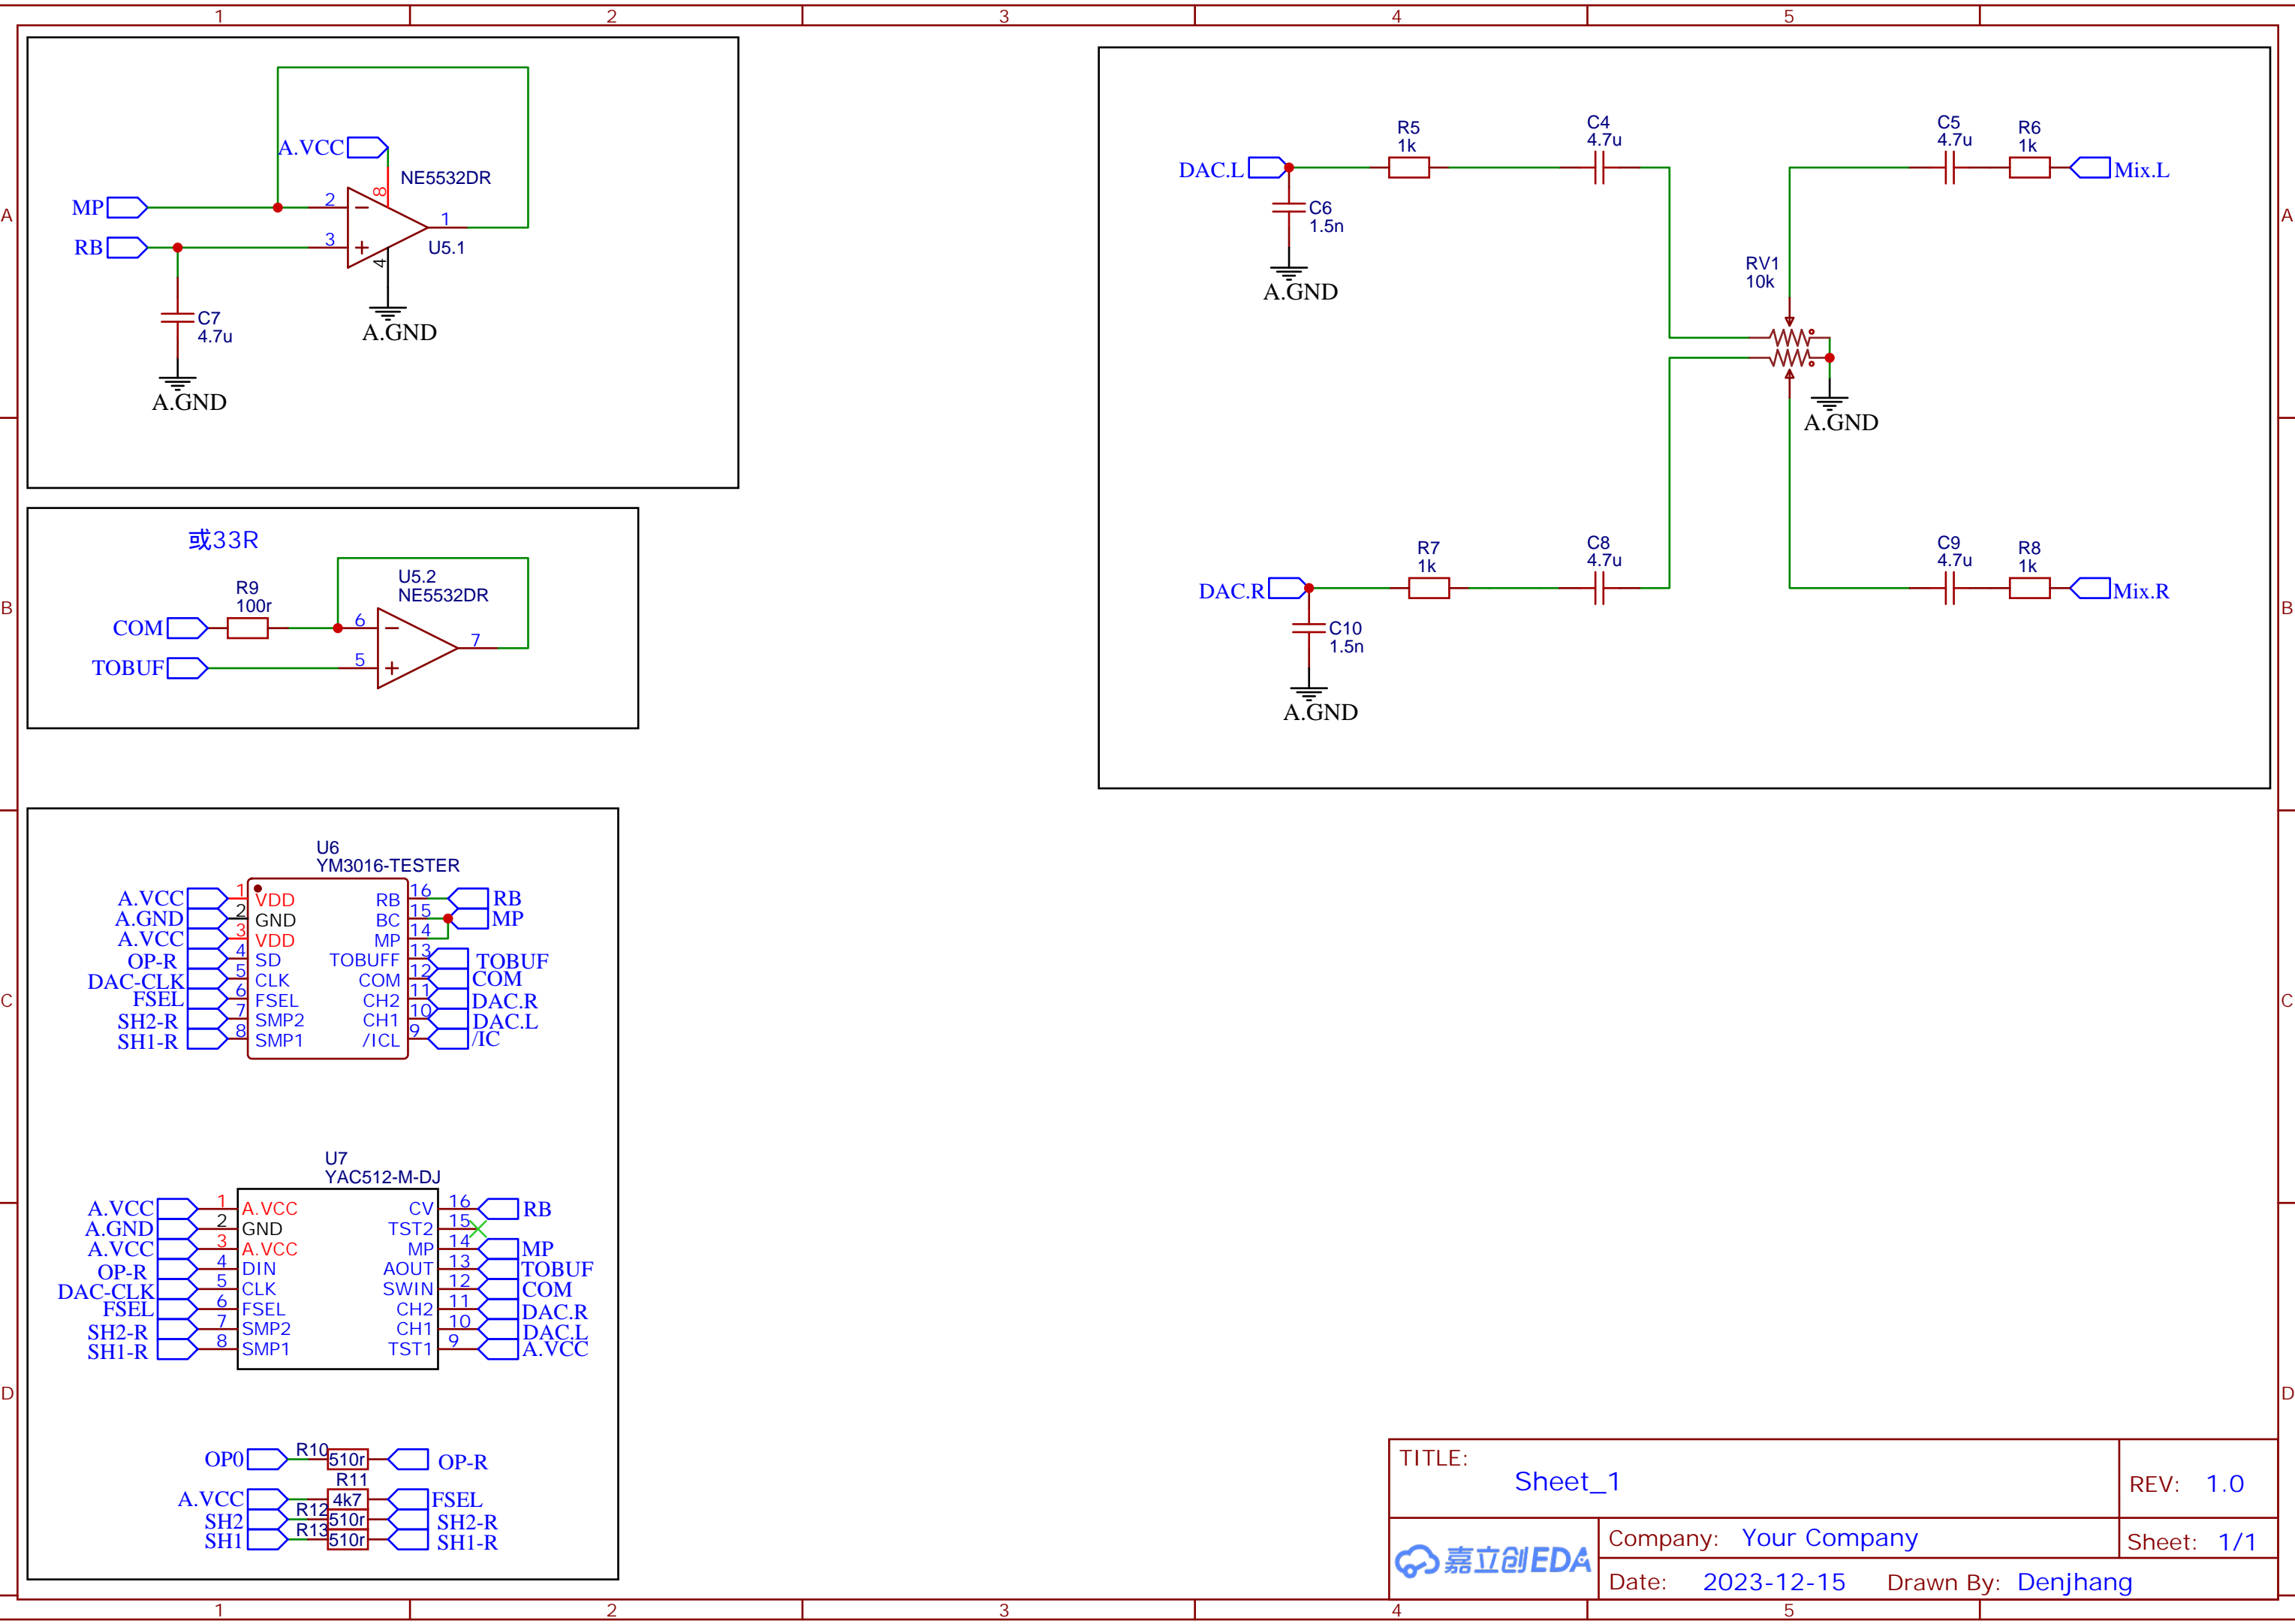 1 2 3 4 5
A
B
C
D
A
B
C
D
A.VCC
NE5532DR
8
MP
2
1
RB
3
U5.1
4
C7
4.7u
A.GND
A.GND
或33R
U5.2
NE5532DR
R9
100r
COM
6
7
TOBUF
5
DAC.L
R5
1k
C4
4.7u
C5
4.7u
R6
1k
Mix.L
C6
1.5n
A.GND
RV1
10k
A.GND
DAC.R
R7
1k
C8
4.7u
C9
4.7u
R8
1k
Mix.R
C10
1.5n
A.GND
U6
YM3016-TESTER
A.VCC 1 VDD RB 16 RB
A.GND 2 GND BC 15 MP
A.VCC 3 VDD MP 14
OP-R 4 SD TOBUFF 13 TOBUF
DAC-CLK 5 CLK COM 12 COM
FSEL 6 FSEL CH2 11 DAC.R
SH2-R 7 SMP2 CH1 10 DAC.L
SH1-R 8 SMP1 /ICL 9 /IC
U7
YAC512-M-DJ
A.VCC 1 A.VCC CV 16 RB
A.GND 2 GND TST2 15
A.VCC 3 A.VCC MP 14 MP
OP-R 4 DIN AOUT 13 TOBUF
DAC-CLK 5 CLK SWIN 12 COM
FSEL 6 FSEL CH2 11 DAC.R
SH2-R 7 SMP2 CH1 10 DAC.L
SH1-R 8 SMP1 TST1 9 A.VCC
OP0 R10 510r OP-R
R11
A.VCC 4k7 FSEL
SH2 R12 510r SH2-R
SH1 R13 510r SH1-R
TITLE:
Sheet_1
REV: 1.0
嘉立创EDA
Company: Your Company
Sheet: 1/1
Date: 2023-12-15 Drawn By: Denjhang
1 2 3 4 5